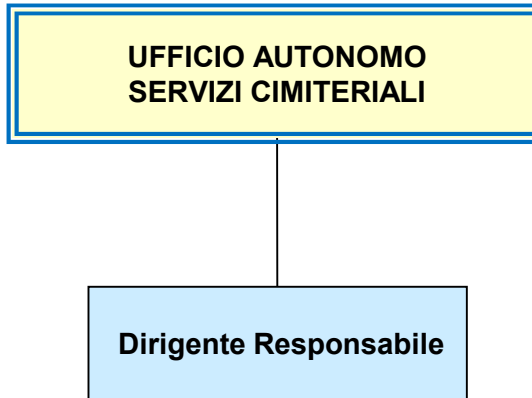 UFFICIO AUTONOMO
SERVIZI CIMITERIALI
Dirigente Responsabile